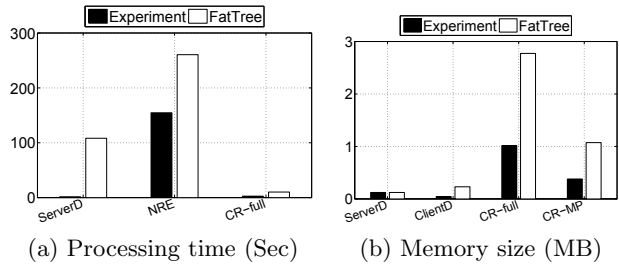 Experiment FatTree
300
200
100
0
ServerD NRE CR-full
(a) Processing time (Sec)
Experiment FatTree
3
2
1
0
ServerD ClientD CR-full CR-MP
(b) Memory size (MB)